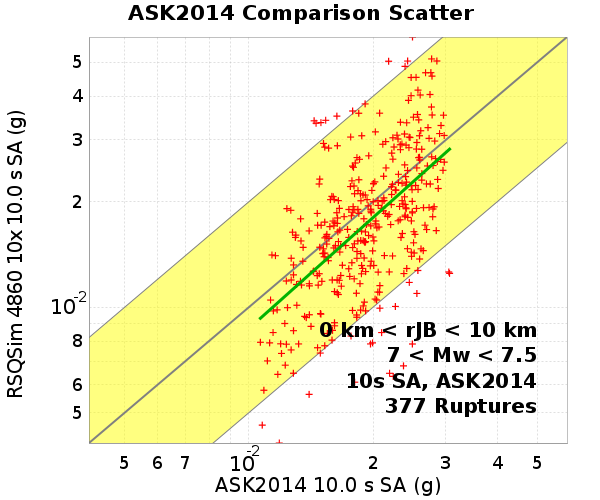 ASK2014 Comparison Scatter
RSQSim 4860 10x 10.0 s SA (g)
5
4
3
2
10-2
8
6
5
0 km < rJB < 10 km
7 < Mw < 7.5
10s SA, ASK2014
377 Ruptures
5 6 7 10-2 2 3 4 5
ASK2014 10.0 s SA (g)